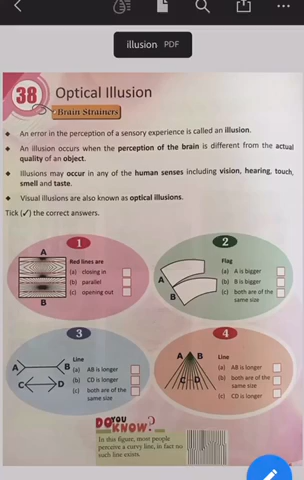 illusion PDF
38 Optical Illusion
Brain Strainers
An error in the perception of a sensory experience is called an illusion.
An illusion occurs when the perception of the brain is different from the actual
quality of an object.
Illusions may occur in any of the human senses including vision, hearing, touch,
smell and taste.
Visual illusions are also known as optical illusions.
Tick (✓) the correct answers.
1
A
B
Red lines are
(a) closing in
(b) parallel
(c) opening out
2
A
B
Flag
(a) A is bigger
(b) B is bigger
(c) both are of the
same size
3
A B
C D
Line
(a) AB is longer
(b) CD is longer
(c) both are of the
same size
4
A B
C D
Line
(a) AB is longer
(b) both are of the
same size
(c) CD is longer
DO YOU
KNOW?
In this figure, most people
perceive a curvy line, in fact no
such line exists.